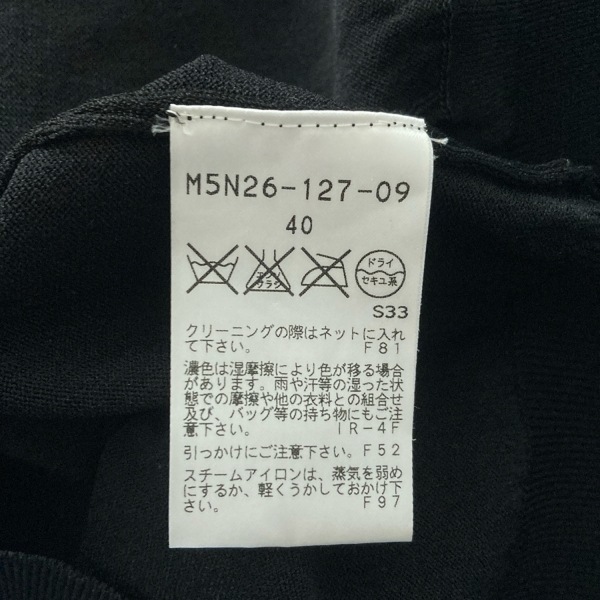 M5N26-127-09
40
エンソ
サラシ
ドライ
セキユ系
S33
クリーニングの際はネットに入れ
て下さい。 F81
濃色は湿摩擦により色が移る場合
があります。雨や汗等の湿った状
態での摩擦や他の衣料との組合せ
及び、バッグ等の持ち物にもご注
意下さい。 IR-4F
引っかけにご注意下さい。F52
スチームアイロンは、蒸気を弱め
にするか、軽くうかしておかけ下
さい。 F97